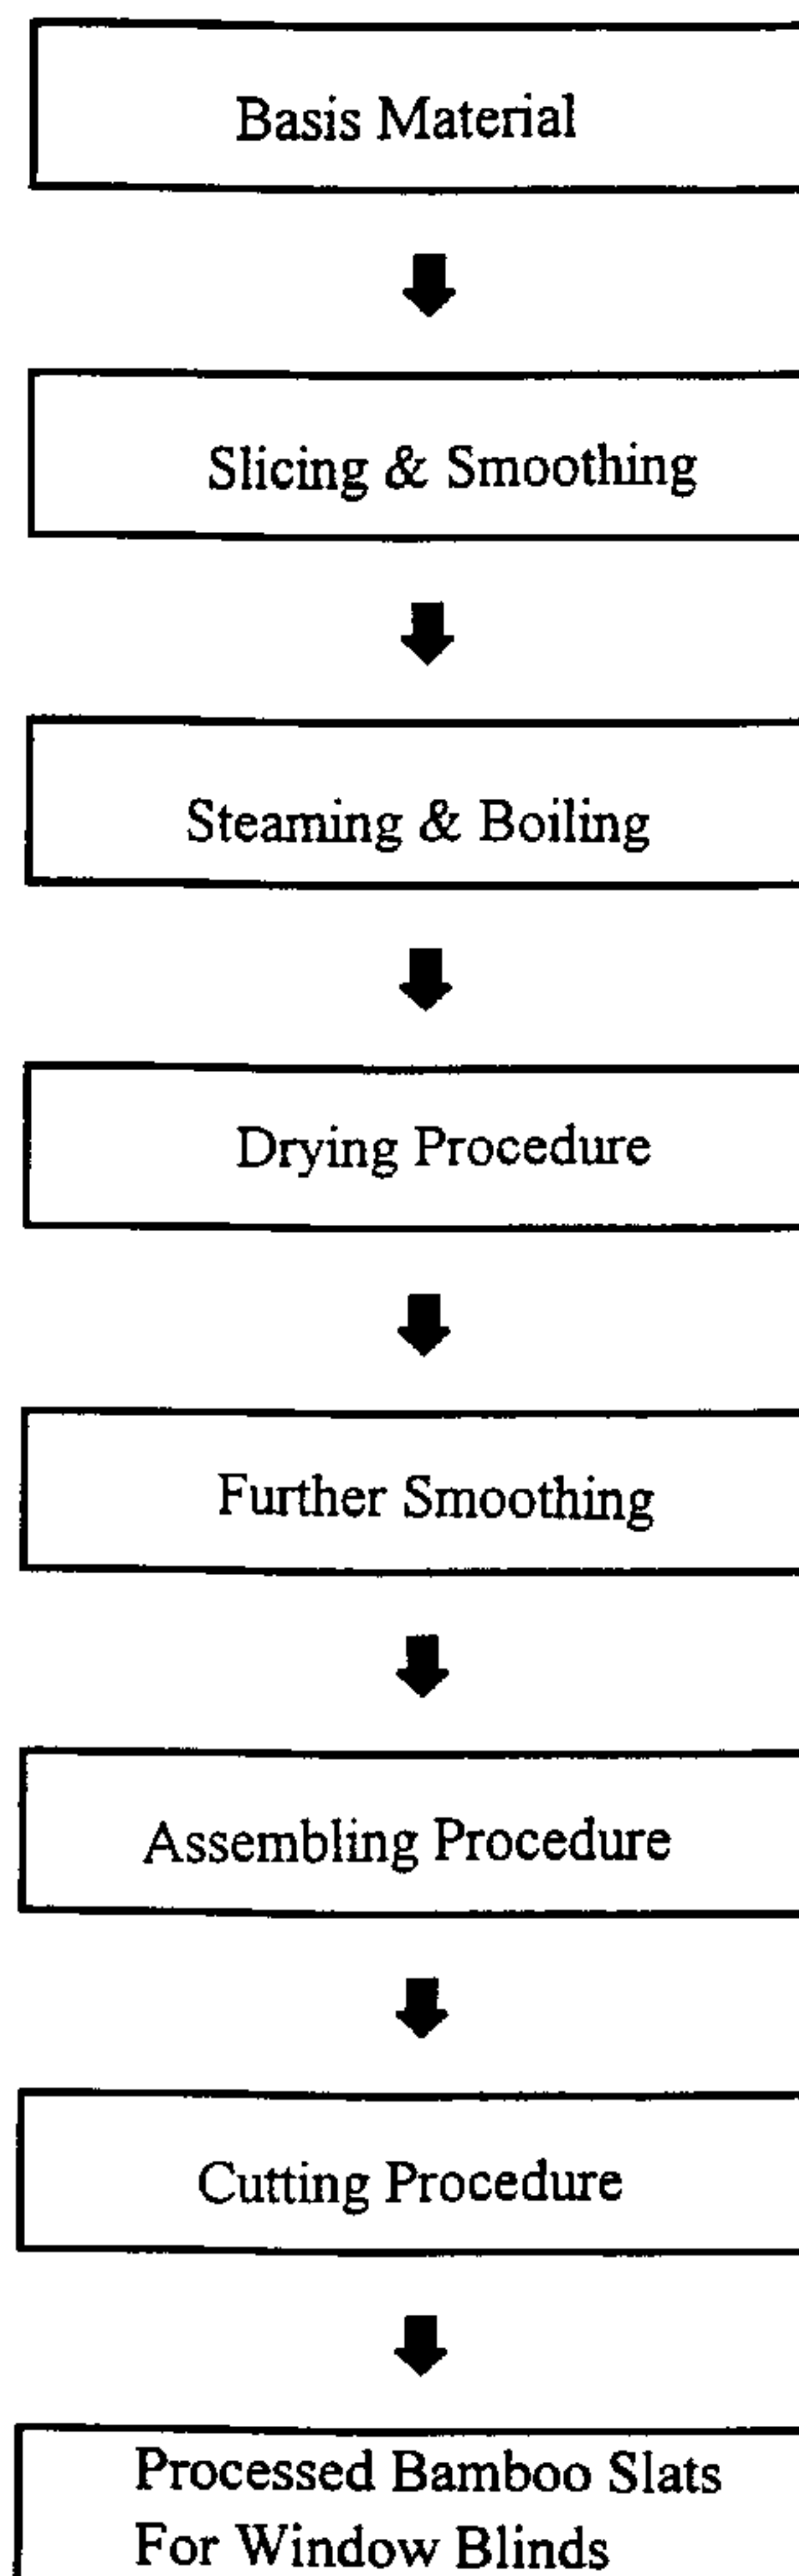 Basis Material
Slicing & Smoothing
Steaming & Boiling
Drying Procedure
Further Smoothing
Assembling Procedure
Cutting Procedure
Processed Bamboo Slats
For Window Blinds